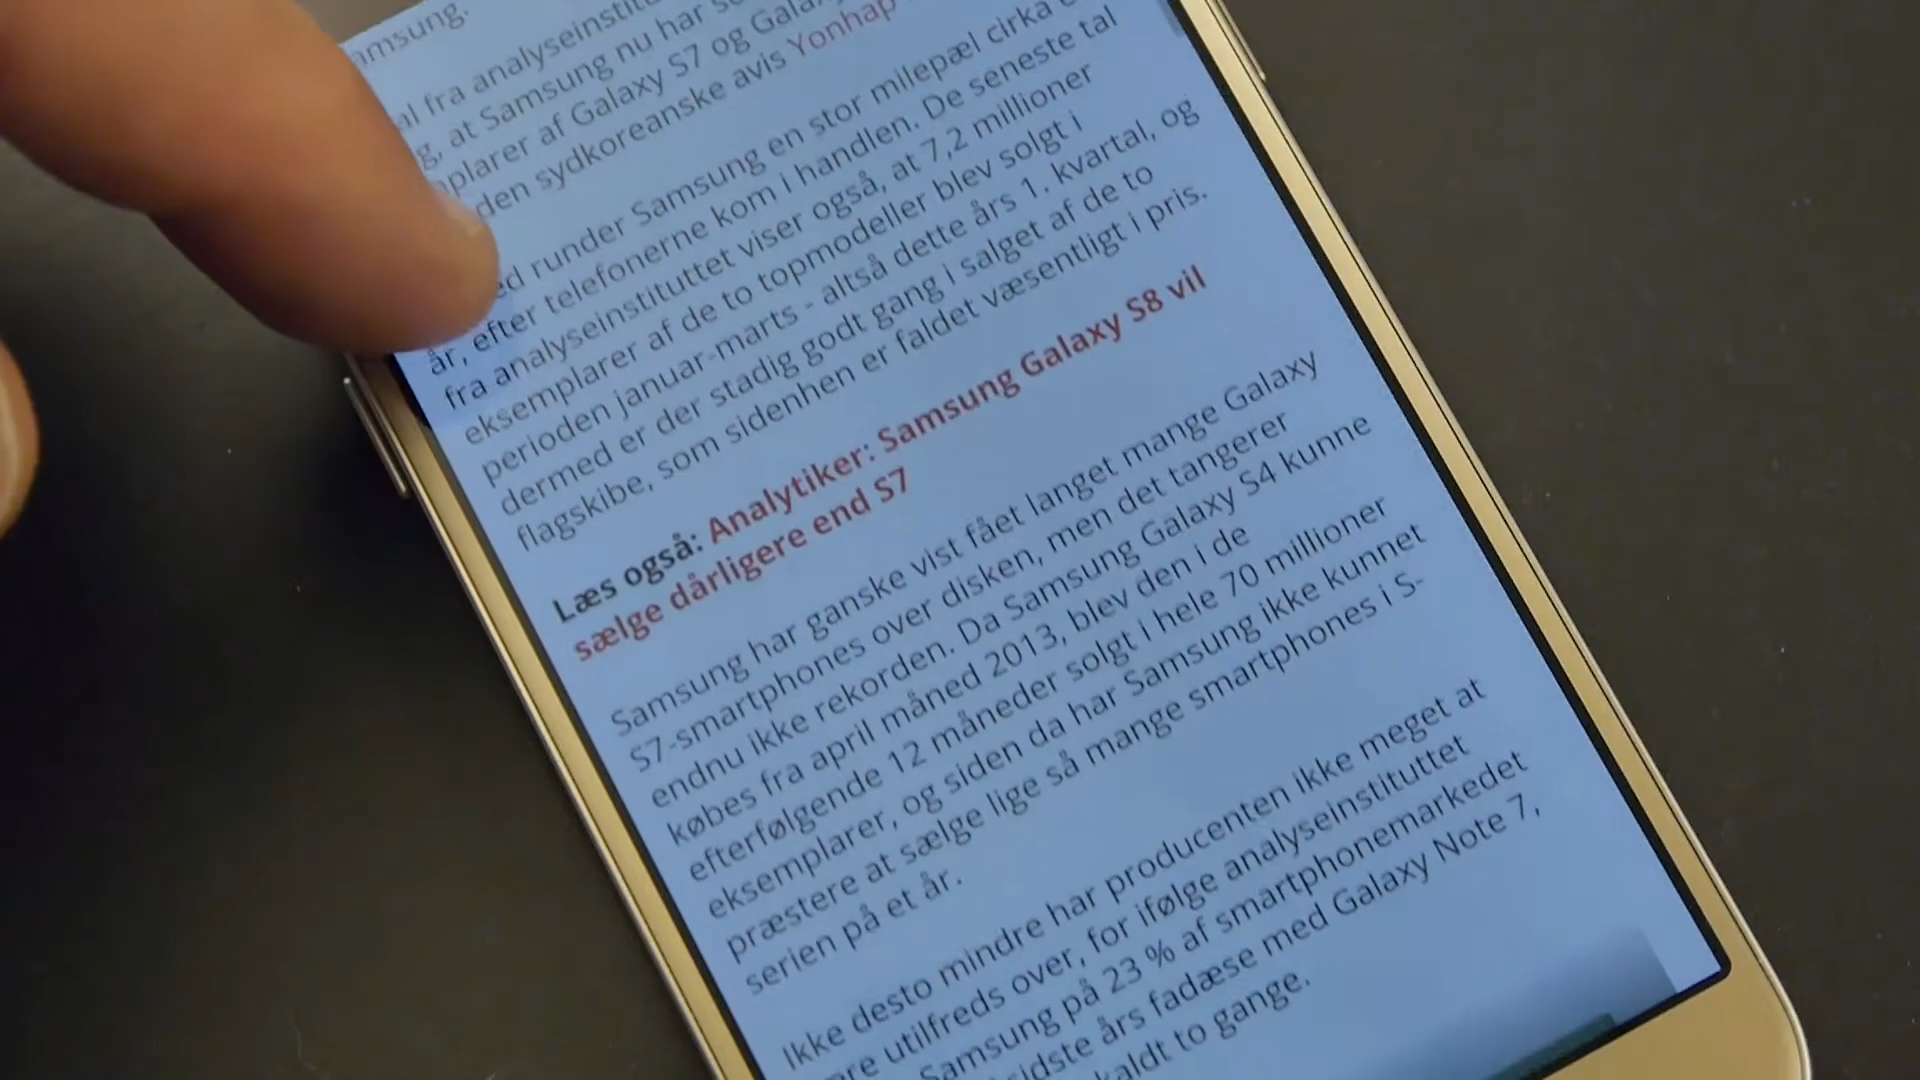 fra analyseinstitu
at Samsung nu har
af Galaxy S7 og Galaxy
den sydkoreanske avis Yonhap
runder Samsung en stor milepæl cirka
år, efter telefonerne kom i handlen. De seneste tal
fra analyseinstituttet viser også, at 7,2 millioner
eksemplarer af de to topmodeller blev solgt i
perioden januar-marts - altså dette års 1. kvartal, og
dermed er der stadig godt gang i salget af de to
flagskibe, som sidenhen er faldet væsentligt i pris.
Læs også: Analytiker: Samsung Galaxy S8 vil
sælge dårligere end S7
Samsung har ganske vist fået langet mange Galaxy
S7-smartphones over disken, men det tangerer
endnu ikke rekorden. Da Samsung Galaxy S4 kunne
købes fra april måned 2013, blev den i de
efterfølgende 12 måneder solgt i hele 70 millioner
eksemplarer, og siden da har Samsung ikke kunnet
præstere at sælge lige så mange smartphones i S-
serien på et år.
Ikke desto mindre har producenten ikke meget at
utilfreds over, for ifølge analyseinstituttet
Samsung på 23 % af smartphonemarkedet
sidste års fadæse med Galaxy Note 7,
kaldt to gange.